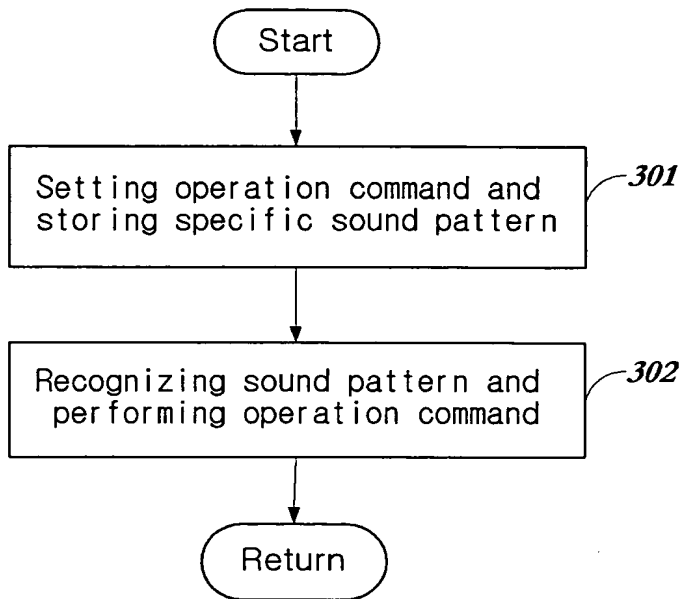 Start
Setting operation command and
storing specific sound pattern
301
Recognizing sound pattern and
performing operation command
302
Return